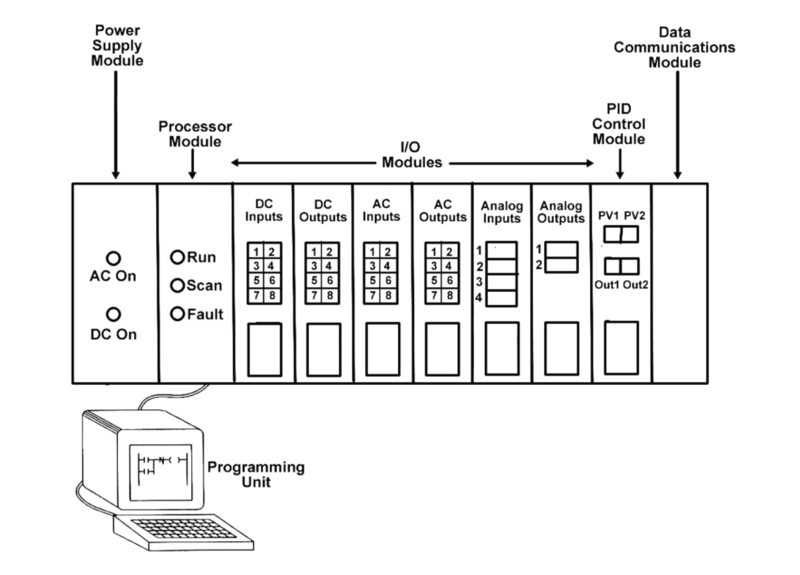 Power
Supply
Module
Data
Communications
Module
PID
Control
Module
Processor
Module
I/O
Modules
DC
Inputs
DC
Outputs
AC
Inputs
AC
Outputs
Analog
Inputs
Analog
Outputs
PV1 PV2
AC On
DC On
Run
Scan
Fault
1 2
3 4
5 6
7 8
1 2
3 4
5 6
7 8
1 2
3 4
5 6
7 8
1 2
3 4
5 6
7 8
1
2
3
4
1
2
Out1 Out2
Programming
Unit